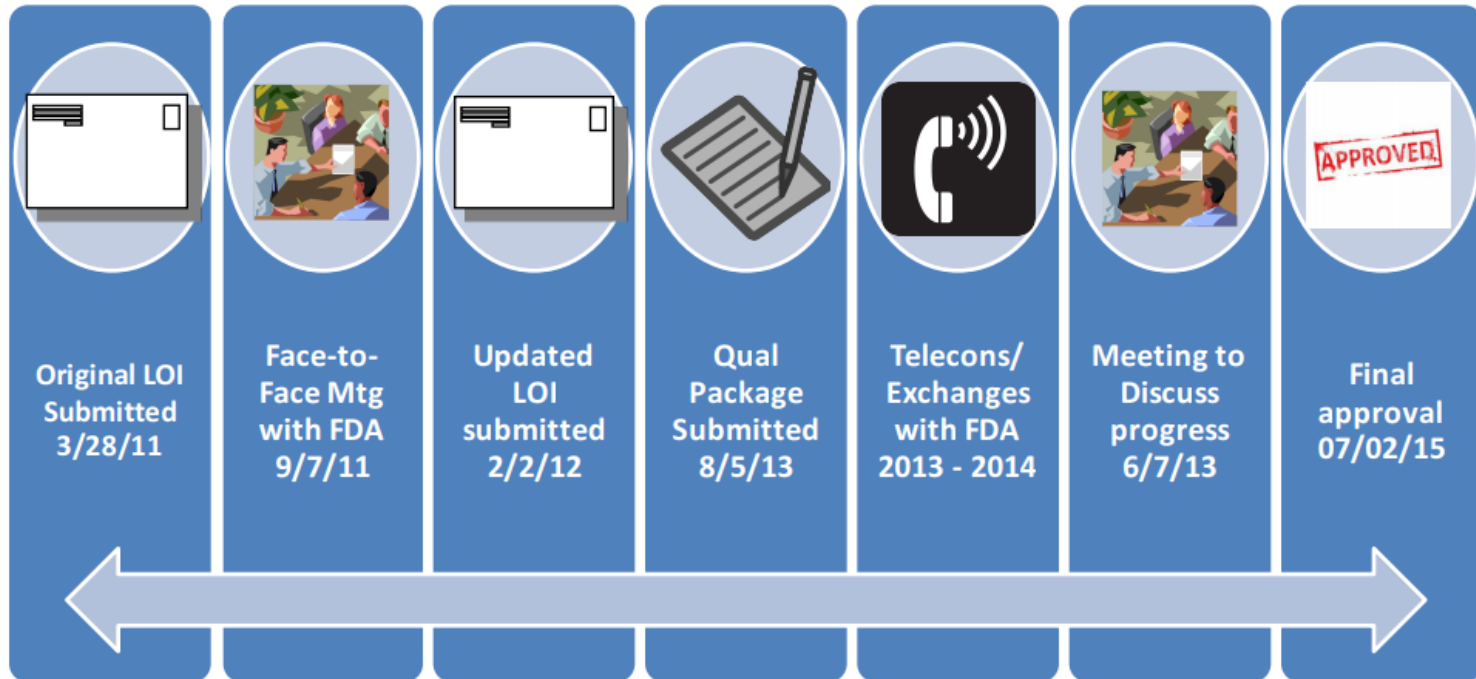 Original LOI
Submitted
3/28/11
Face-to-
Face Mtg
with FDA
9/7/11
Updated
LOI
submitted
2/2/12
Qual
Package
Submitted
8/5/13
Telecons/
Exchanges
with FDA
2013 - 2014
Meeting to
Discuss
progress
6/7/13
APPROVED
Final
approval
07/02/15